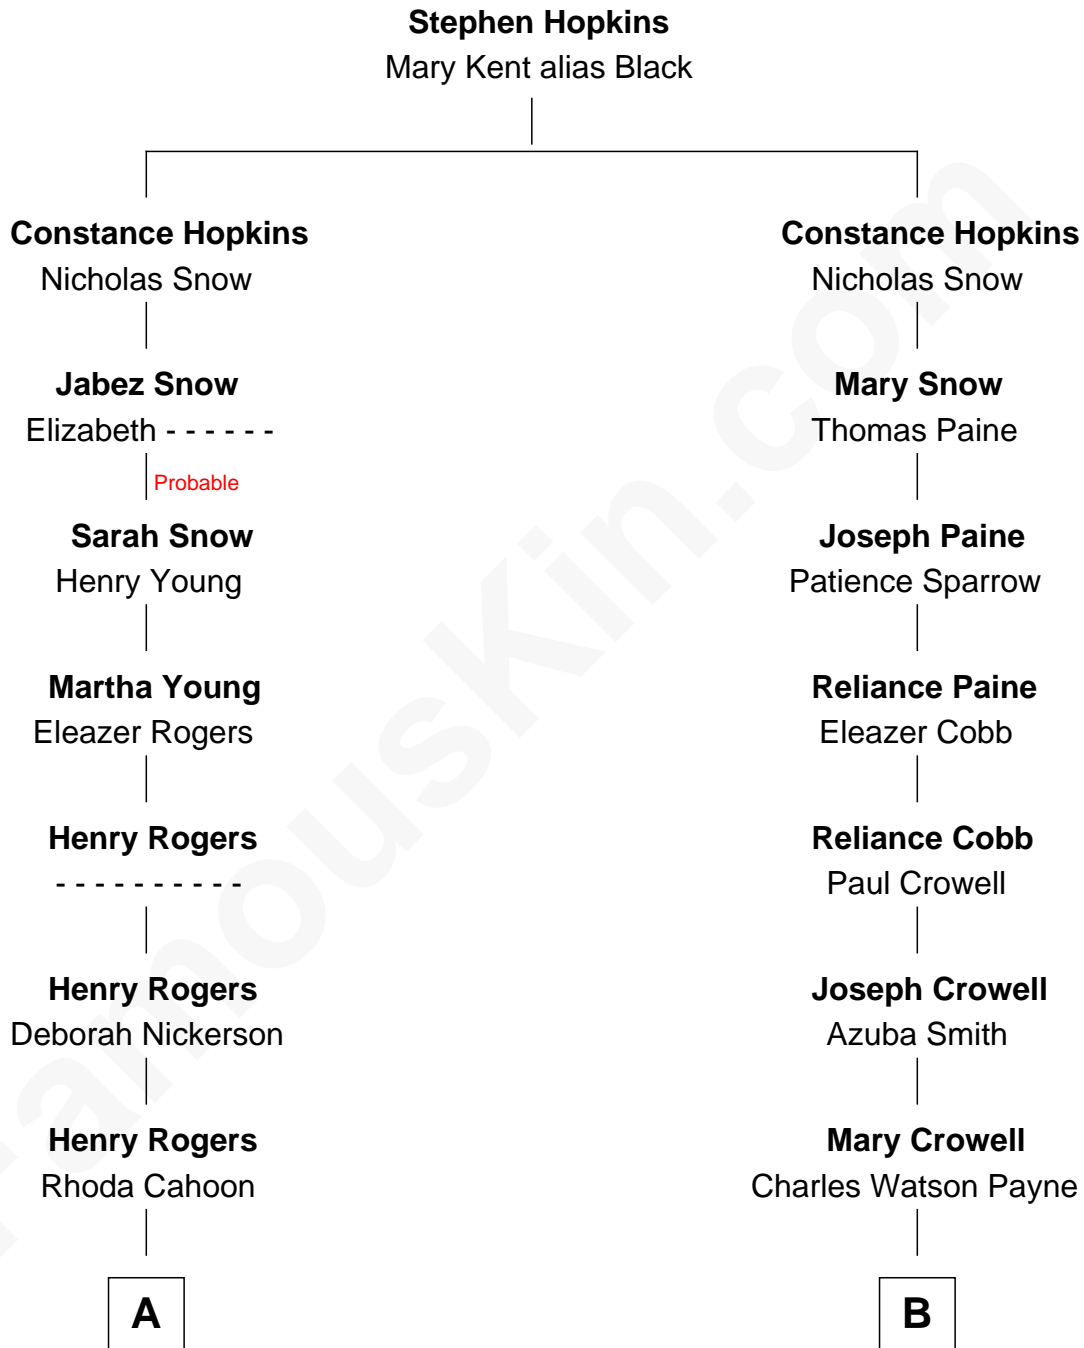 Stephen Hopkins
Mary Kent alias Black
Constance Hopkins
Nicholas Snow
Constance Hopkins
Nicholas Snow
Jabez Snow
Elizabeth - - - - - -
Mary Snow
Thomas Paine
Probable
Sarah Snow
Henry Young
Joseph Paine
Patience Sparrow
Martha Young
Eleazer Rogers
Reliance Paine
Eleazer Cobb
Henry Rogers
- - - - - - - - - -
Reliance Cobb
Paul Crowell
Henry Rogers
Deborah Nickerson
Joseph Crowell
Azuba Smith
Henry Rogers
Rhoda Cahoon
Mary Crowell
Charles Watson Payne
A
B
FamousKin.com